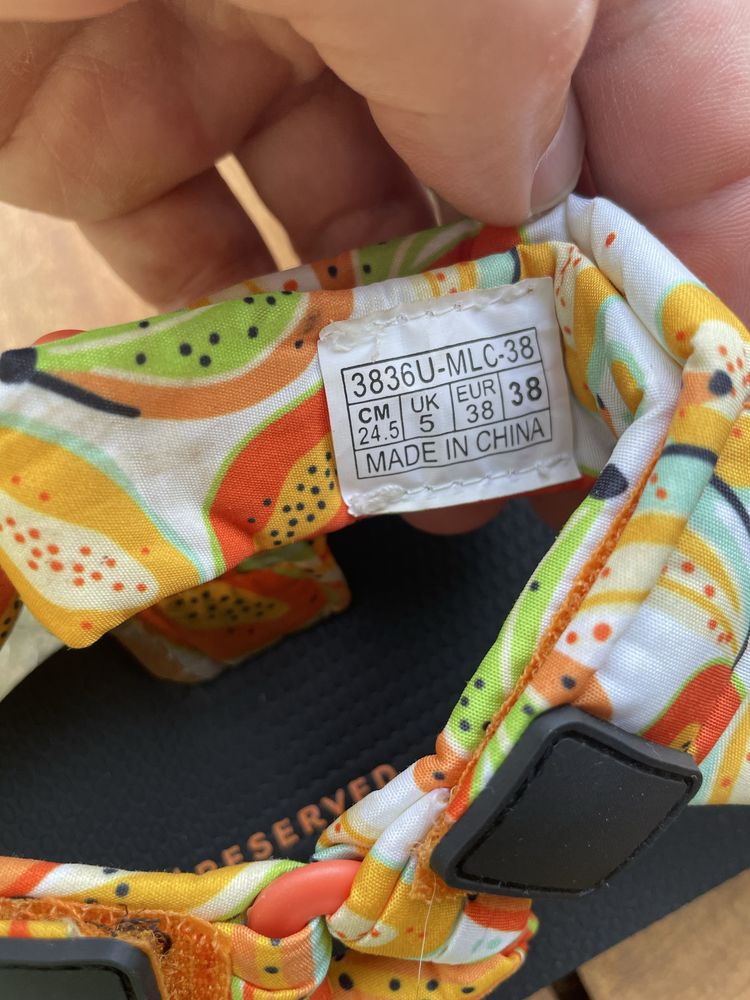 3836U-MLC-38
CM UK EUR 38
24.5 5 38
MADE IN CHINA
RESERVED